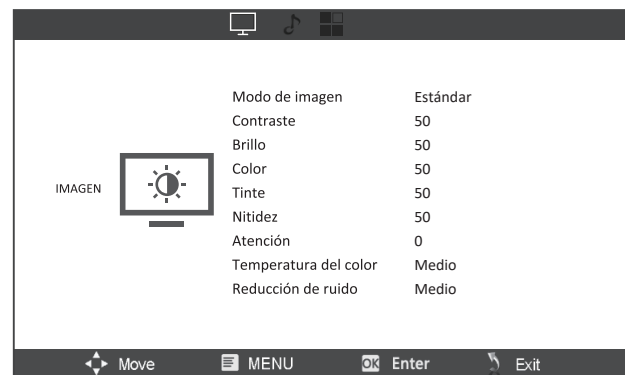 Modo de imagen Estándar
Contraste 50
Brillo 50
Color 50
IMAGEN
Tinte 50
Nitidez 50
Atención 0
Temperatura del color Medio
Reducción de ruido Medio
Move MENU OK Enter Exit